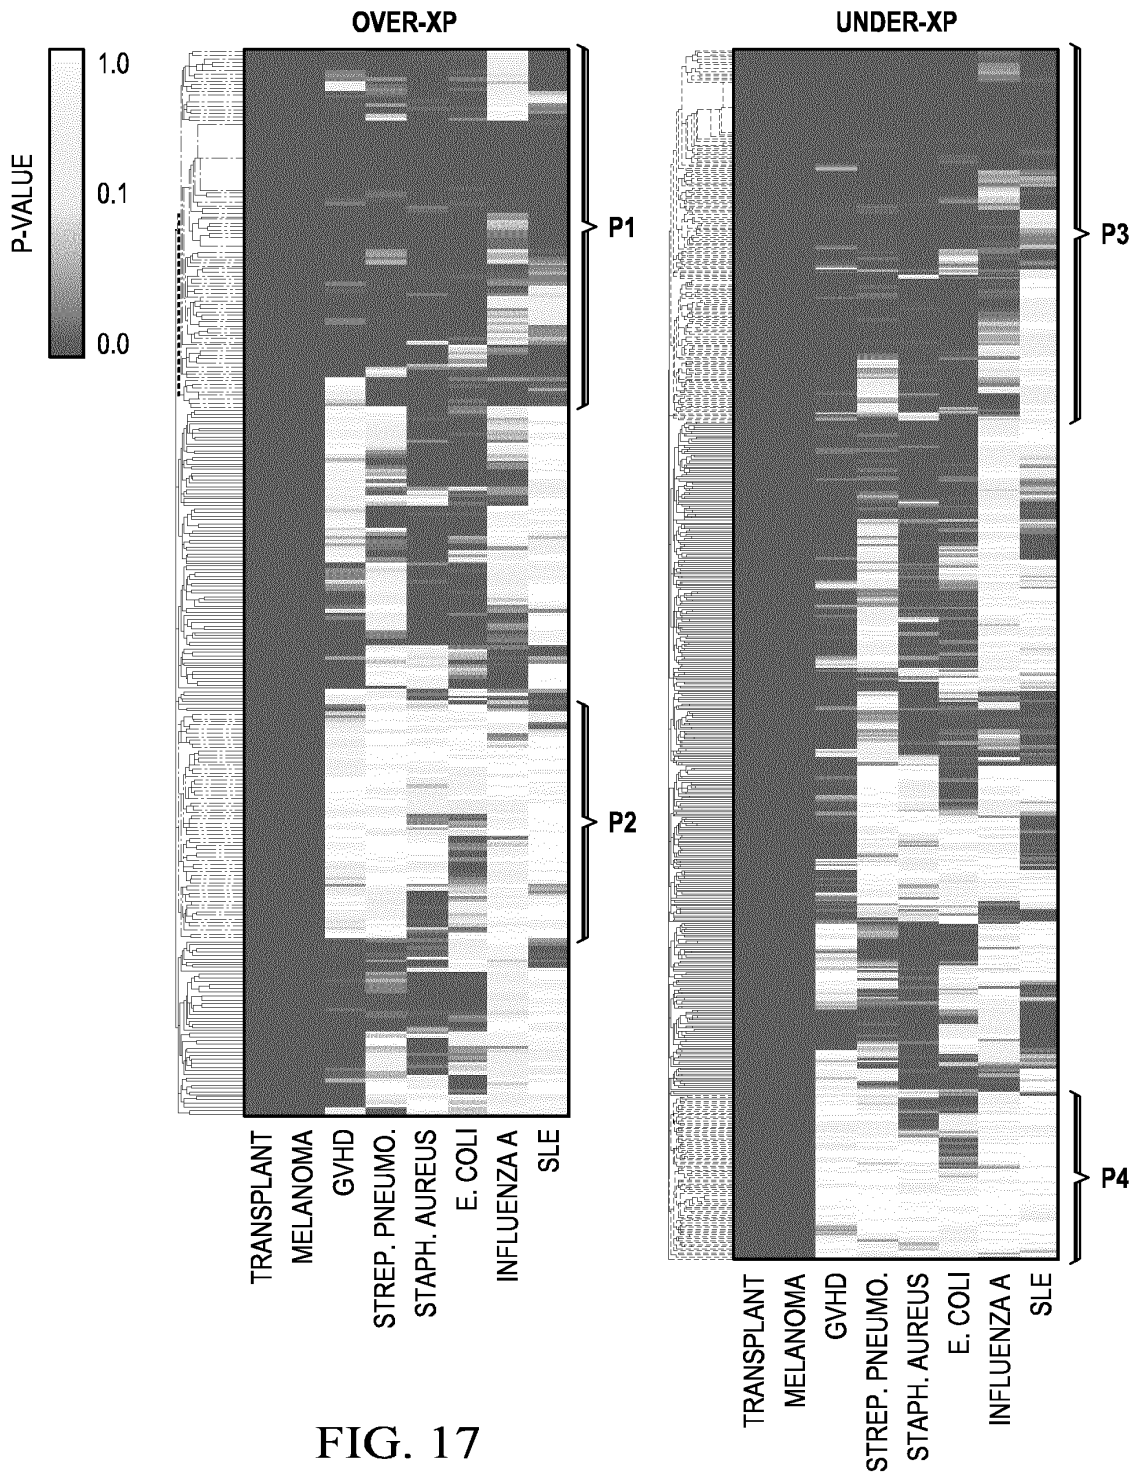 OVER-XP
UNDER-XP
P-VALUE
1.0
0.1
0.0
P1
P2
P3
P4
TRANSPLANT
MELANOMA
GVHD
STREP. PNEUMO.
STAPH. AUREUS
E. COLI
INFLUENZA A
SLE
TRANSPLANT
MELANOMA
GVHD
STREP. PNEUMO.
STAPH. AUREUS
E. COLI
INFLUENZA A
SLE
FIG. 17